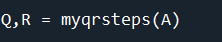 Q,R = myqrsteps(A)